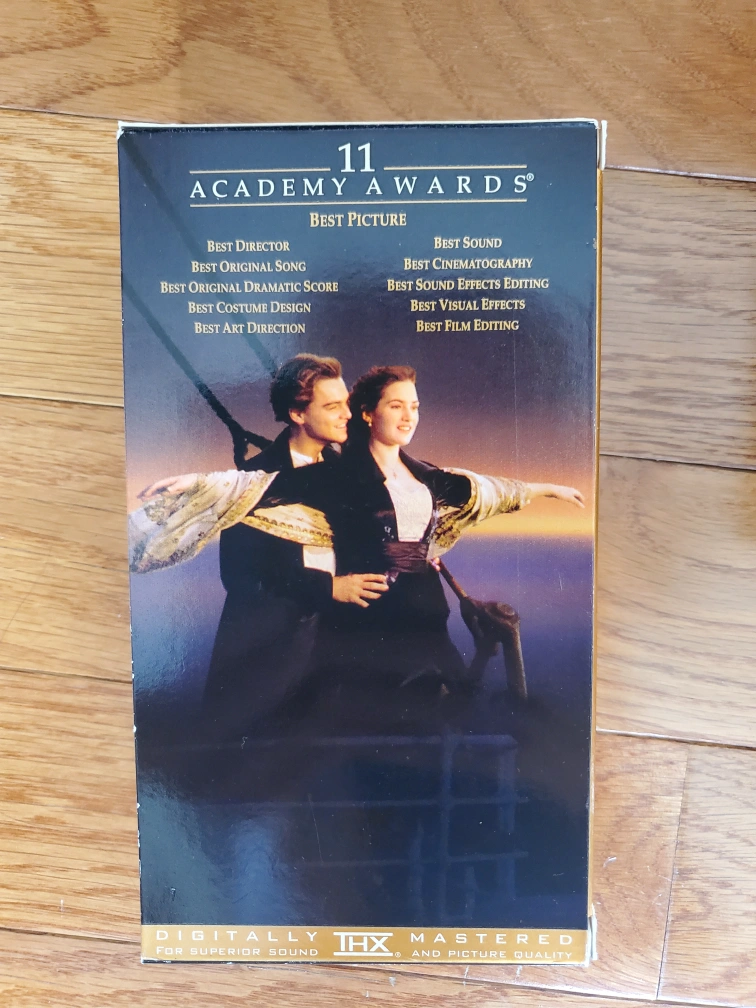 11
ACADEMY AWARDS®
BEST PICTURE
BEST DIRECTOR
BEST ORIGINAL SONG
BEST ORIGINAL DRAMATIC SCORE
BEST COSTUME DESIGN
BEST ART DIRECTION
BEST SOUND
BEST CINEMATOGRAPHY
BEST SOUND EFFECTS EDITING
BEST VISUAL EFFECTS
BEST FILM EDITING
DIGITALLY THX® MASTERED
FOR SUPERIOR SOUND AND PICTURE QUALITY